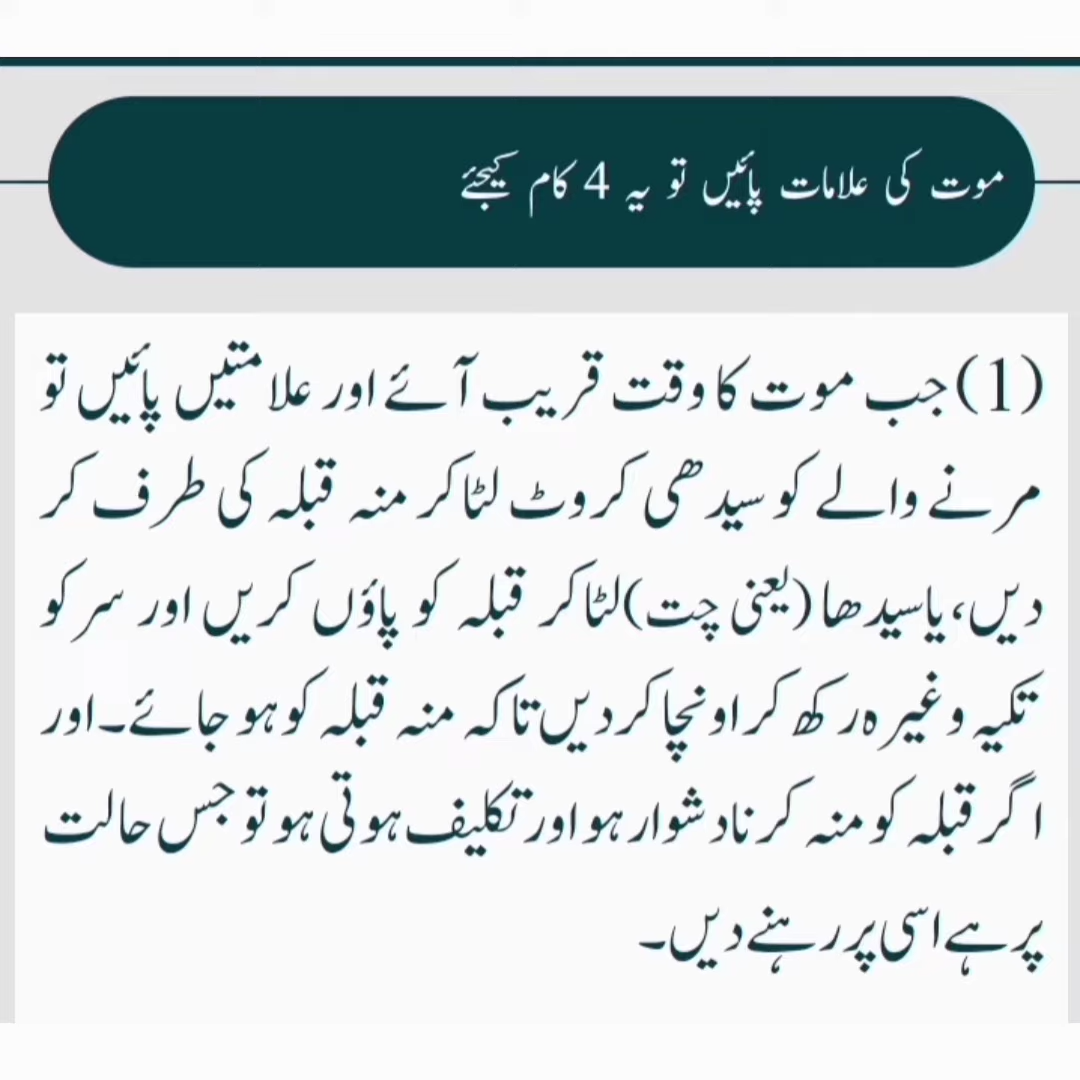 موت کی علامات پائیں تو یہ 4 کام کیجئے
(1) جب موت کا وقت قریب آئے اور علامتیں پائیں تو
مرنے والے کو سیدھی کروٹ لٹا کر منہ قبلہ کی طرف کر
دیں، یا سیدھا (یعنی چت) لٹا کر قبلہ کو پاؤں کریں اور سر کو
تکیہ وغیرہ رکھ کر اونچا کر دیں تاکہ منہ قبلہ کو ہو جائے۔ اور
اگر قبلہ کو منہ کرنا دشوار ہو اور تکلیف ہوتی ہو تو جس حالت
پر ہے اسی پر رہنے دیں۔